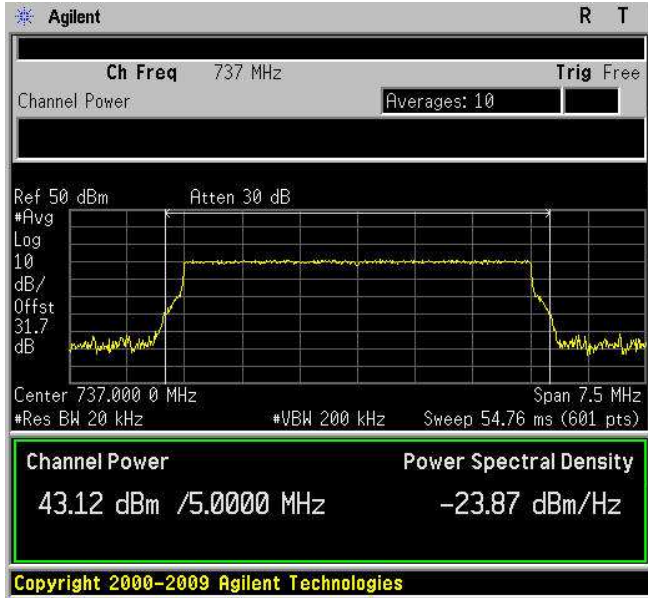 Agilent R T
Ch Freq 737 MHz Trig Free
Channel Power Averages: 10
Ref 50 dBm Atten 30 dB
#Avg
Log
10
dB/
Offst
31.7
dB
Center 737.000 0 MHz Span 7.5 MHz
#Res BW 20 kHz #VBW 200 kHz Sweep 54.76 ms (601 pts)
Channel Power Power Spectral Density
43.12 dBm /5.0000 MHz -23.87 dBm/Hz
Copyright 2000-2009 Agilent Technologies